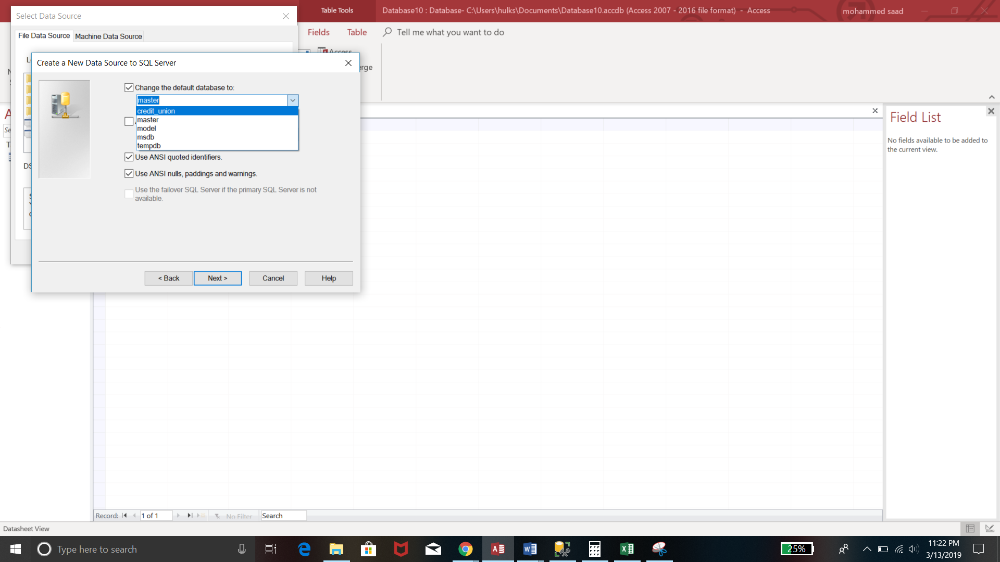 Select Data Source
Table Tools
Database10 : Database- C:\Users\hulks\Documents\Database10.accdb (Access 2007 - 2016 file format) - Access
mohammed saad
File Data Source
Machine Data Source
Fields
Table
Tell me what you want to do
Access
Create a New Data Source to SQL Server
Change the default database to:
master
credit_union
master
model
msdb
tempdb
Use ANSI quoted identifiers.
Use ANSI nulls, paddings and warnings.
Use the failover SQL Server if the primary SQL Server is not
available.
< Back
Next >
Cancel
Help
Field List
No fields available to be added to
the current view.
Record:
1 of 1
No Filter
Search
Datasheet View
Type here to search
25%
11:22 PM
3/13/2019